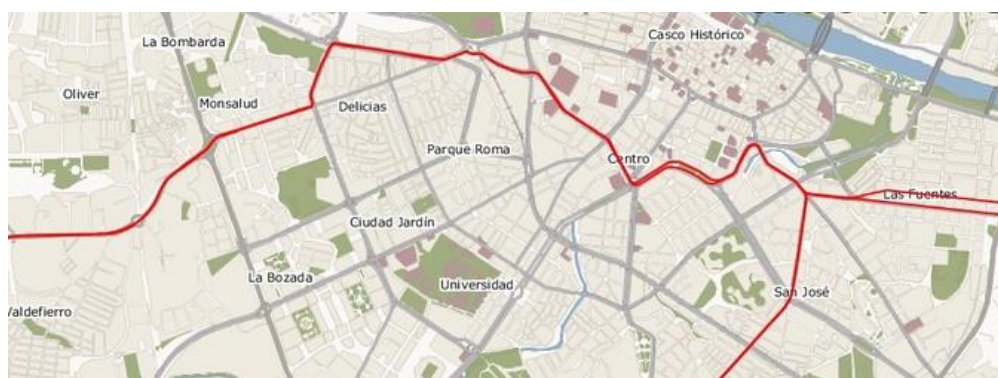 La Bombarda
Casco Histórico
Oliver
Monsalud
Delicias
Parque Roma
Centro
Las Fuentes
Ciudad Jardín
La Bozada
Universidad
San José
Valdefierro